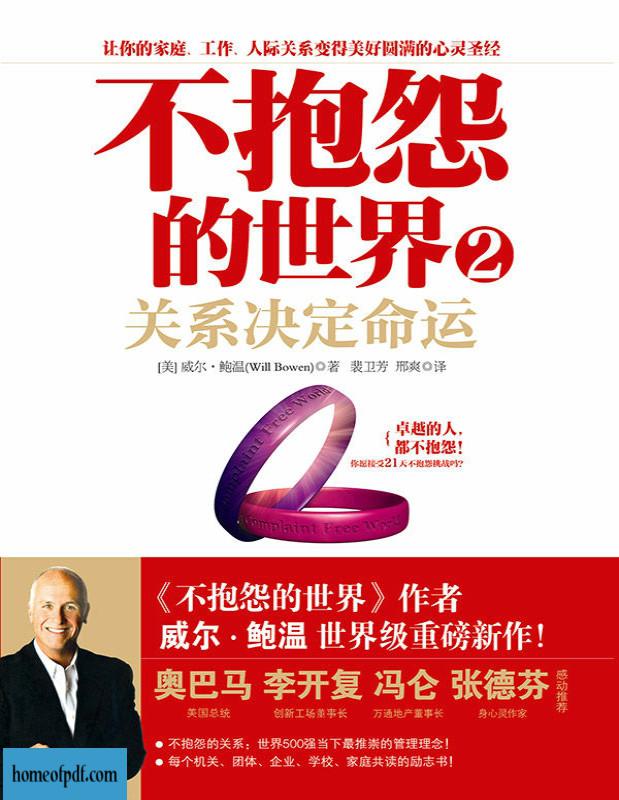 让你的家庭、工作、人际关系变得美好圆满的心灵圣经
不抱怨
的世界2
关系决定命运
[美] 威尔·鲍温(Will Bowen)◎著 裴卫芳 邢爽◎译
Complaint Free World
Complaint Free World
{卓越的人,
都不抱怨!
你愿接受21天不抱怨挑战吗?
《不抱怨的世界》作者
威尔·鲍温 世界级重磅新作!
奥巴马 李开复 冯仑 张德芬 感动推荐
美国总统 创新工场董事长 万通地产董事长 身心灵作家
● 不抱怨的关系:世界500强当下最推崇的管理理念!
● 每个机关、团体、企业、学校、家庭共读的励志书!
homeofpdf.com